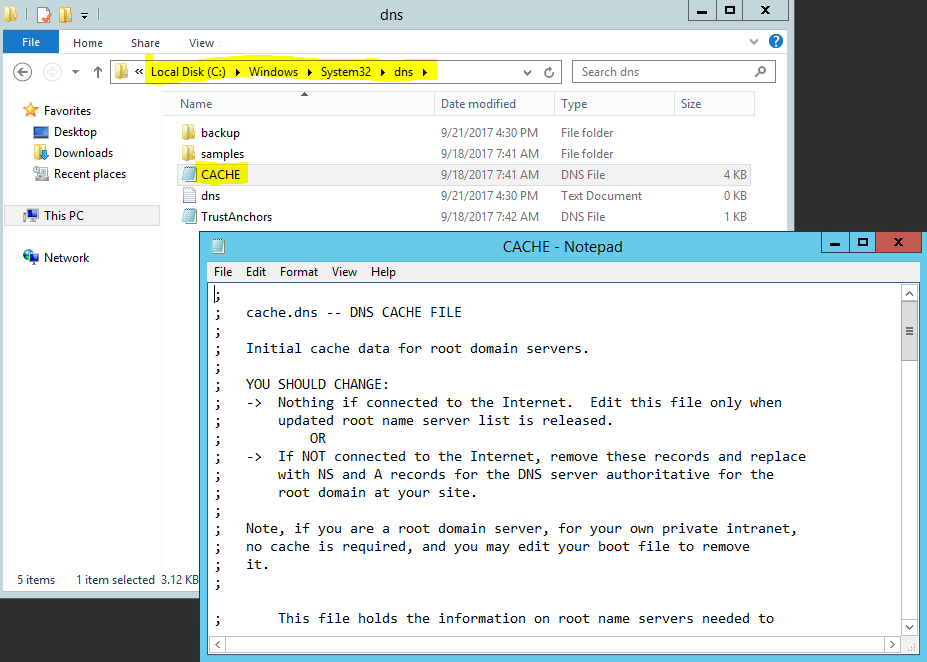 dns
File Home Share View
« Local Disk (C:) Windows System32 dns
Search dns
Favorites
Desktop
Downloads
Recent places
This PC
Network
Name Date modified Type Size
backup 9/21/2017 4:30 PM File folder
samples 9/18/2017 7:41 AM File folder
CACHE 9/18/2017 7:41 AM DNS File 4 KB
dns 9/21/2017 4:30 PM Text Document 0 KB
TrustAnchors 9/18/2017 7:42 AM DNS File 1 KB
5 items 1 item selected 3.12 KB
CACHE - Notepad
File Edit Format View Help
;
; cache.dns -- DNS CACHE FILE
;
; Initial cache data for root domain servers.
;
; YOU SHOULD CHANGE:
; -> Nothing if connected to the Internet. Edit this file only when
; updated root name server list is released.
; OR
; -> If NOT connected to the Internet, remove these records and replace
; with NS and A records for the DNS server authoritative for the
; root domain at your site.
;
; Note, if you are a root domain server, for your own private intranet,
; no cache is required, and you may edit your boot file to remove
; it.
;
; This file holds the information on root name servers needed to